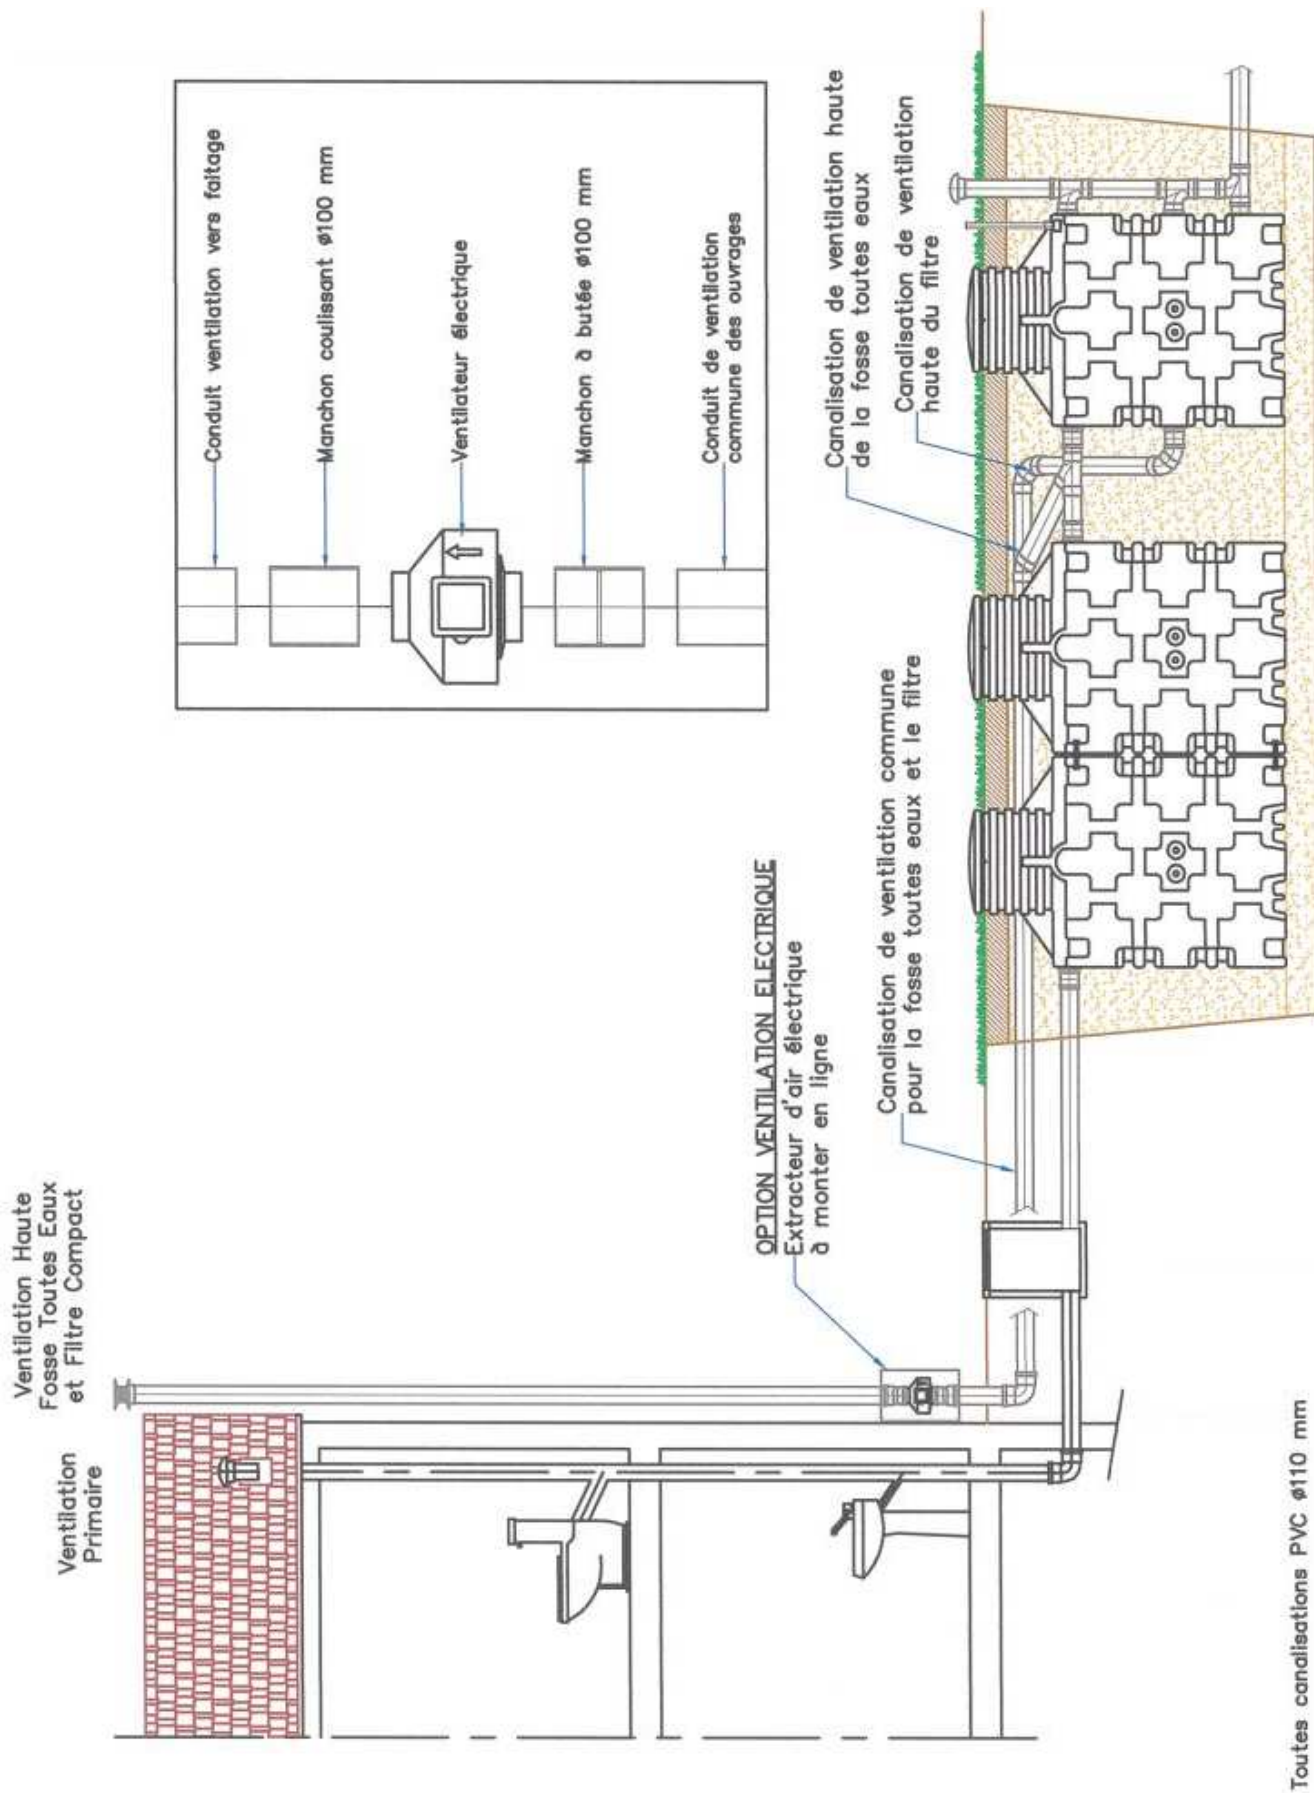 Ventilation Haute
Fosse Toutes Eaux
et Filtre Compact
Ventilation
Primaire
Conduit ventilation vers faîtage
Manchon coulissant ø100 mm
Ventilateur électrique
Manchon à butée ø100 mm
Conduit de ventilation
commune des ouvrages
OPTION VENTILATION ELECTRIQUE
Extracteur d'air électrique
à monter en ligne
Canalisation de ventilation haute
de la fosse toutes eaux
Canalisation de ventilation
haute du filtre
Canalisation de ventilation commune
pour la fosse toutes eaux et le filtre
Toutes canalisations PVC ø110 mm